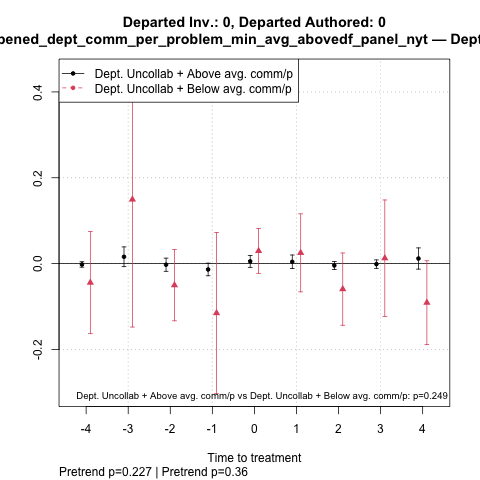 Departed Inv.: 0, Departed Authored: 0
pened_dept_comm_per_problem_min_avg_abovedf_panel_nyt — Dept
Dept. Uncollab + Above avg. comm/p
Dept. Uncollab + Below avg. comm/p
0.4
0.2
0.0
-0.2
Dept. Uncollab + Above avg. comm/p vs Dept. Uncollab + Below avg. comm/p: p=0.249
-4 -3 -2 -1 0 1 2 3 4
Time to treatment
Pretrend p=0.227 | Pretrend p=0.36